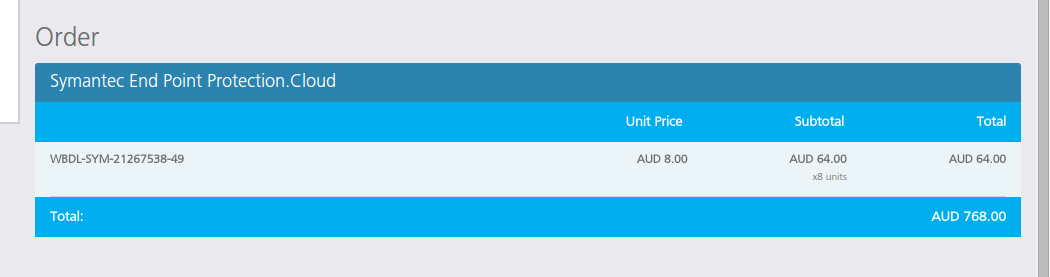 Order
Symantec End Point Protection.Cloud
Unit Price Subtotal Total
WBDL-SYM-21267538-49 AUD 8.00 AUD 64.00 AUD 64.00
x8 units
Total: AUD 768.00